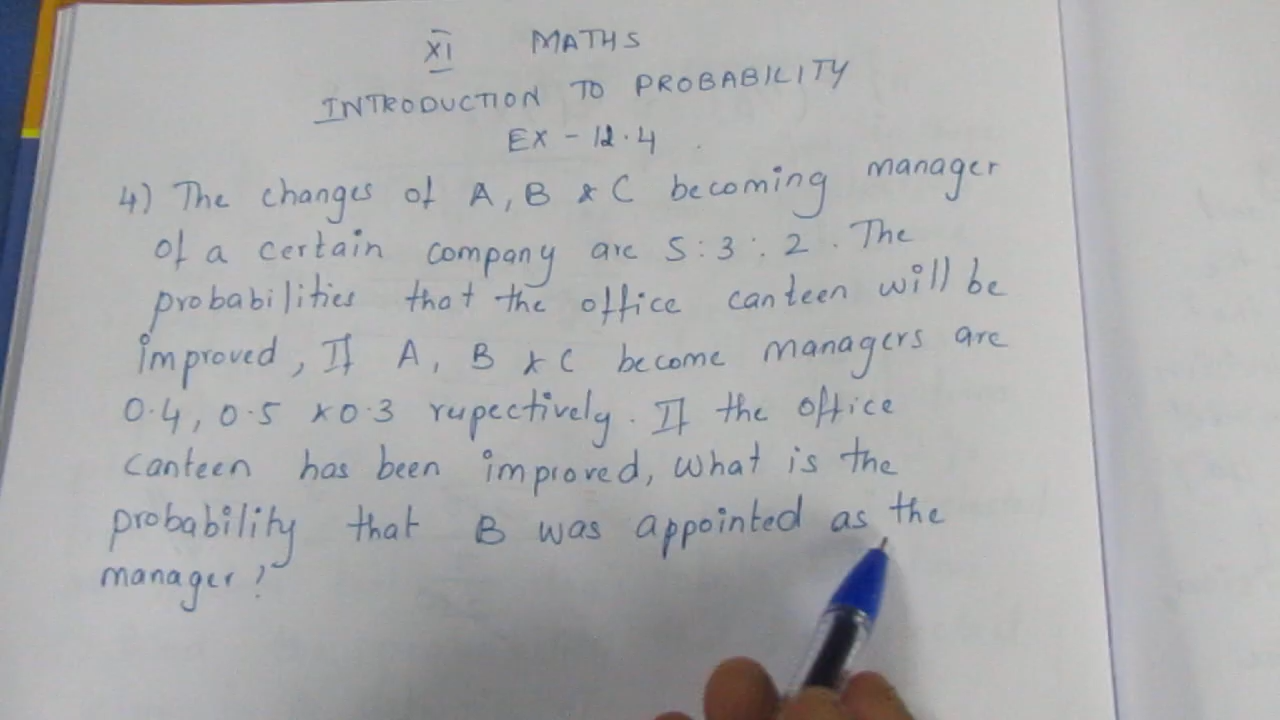 XI MATHS
INTRODUCTION TO PROBABILITY
EX - 12.4
4) The changes of A, B & C becoming manager
of a certain company are 5:3:2. The
probabilities that the office canteen will be
improved, If A, B & C become managers are
0.4, 0.5 & 0.3 rupectively. If the office
canteen has been improved, what is the
probability that B was appointed as the
manager?